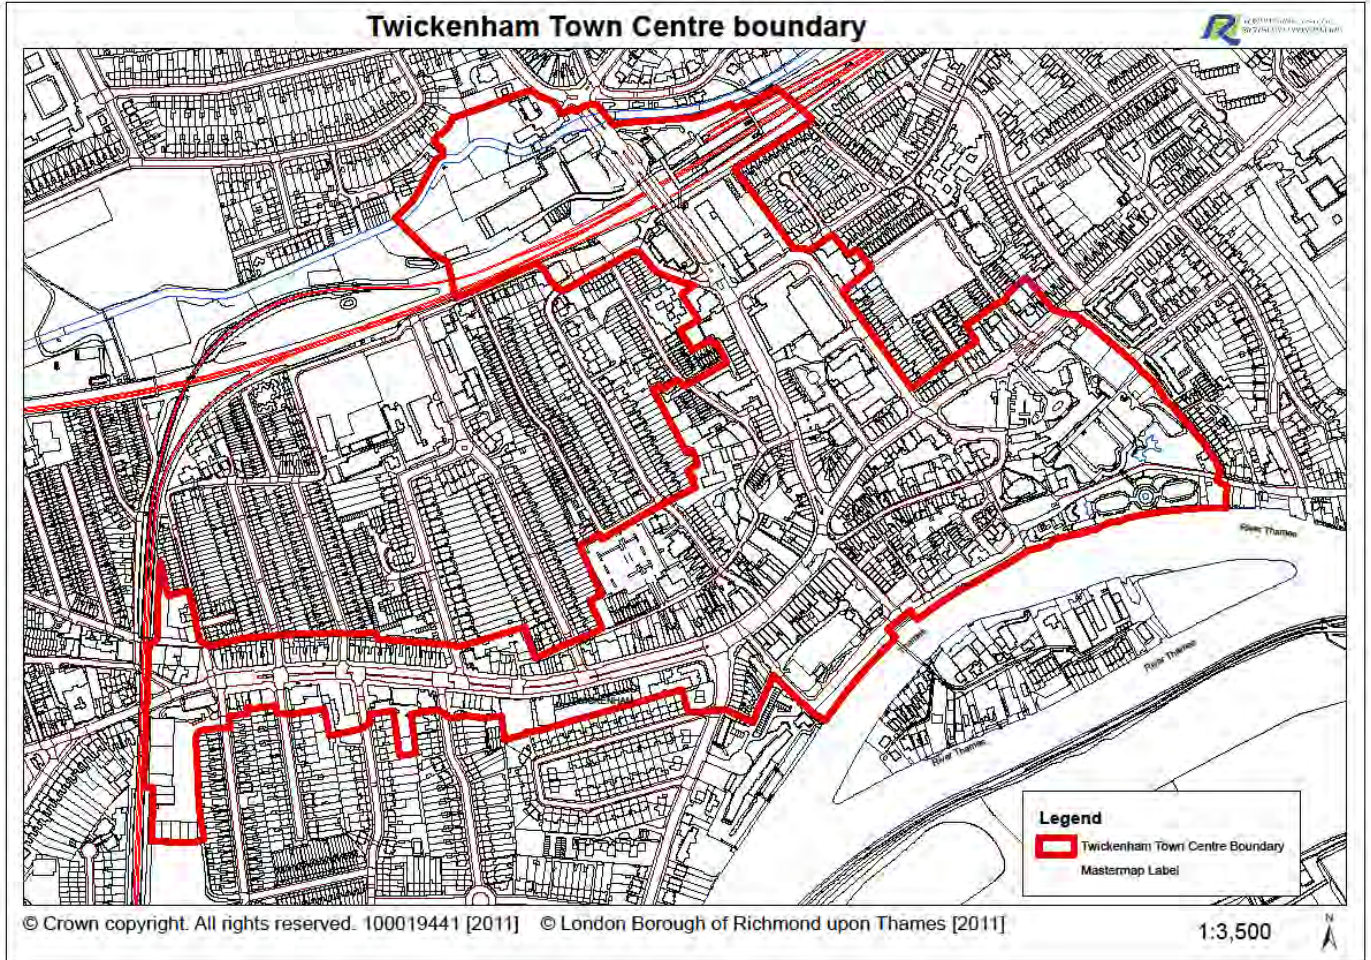 Twickenham Town Centre boundary
River Thames
TWICKENHAM
River Thames
River Thames
Legend
Twickenham Town Centre Boundary
Mastermap Label
© Crown copyright. All rights reserved. 100019441 [2011] © London Borough of Richmond upon Thames [2011]
1:3,500
N